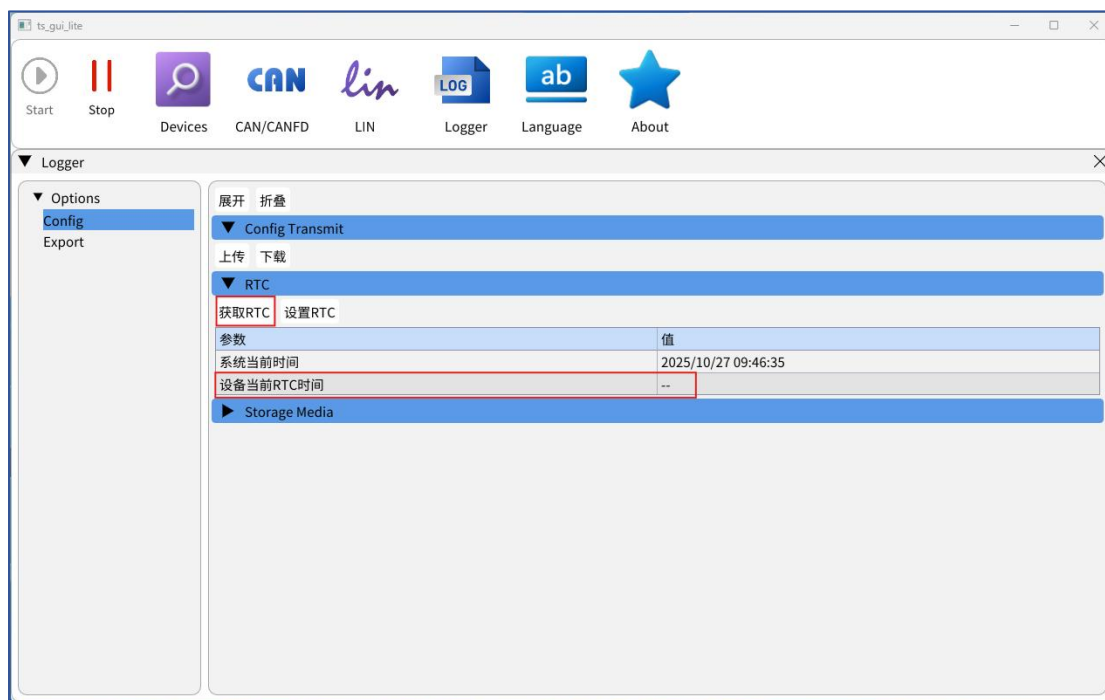 ts_gui_lite
CAN lin LOG ab
Start Stop Devices CAN/CANFD LIN Logger Language About
Logger
Options
Config
Export
展开 折叠
Config Transmit
上传 下载
RTC
获取RTC 设置RTC
参数 值
系统当前时间 2025/10/27 09:46:35
设备当前RTC时间 --
Storage Media